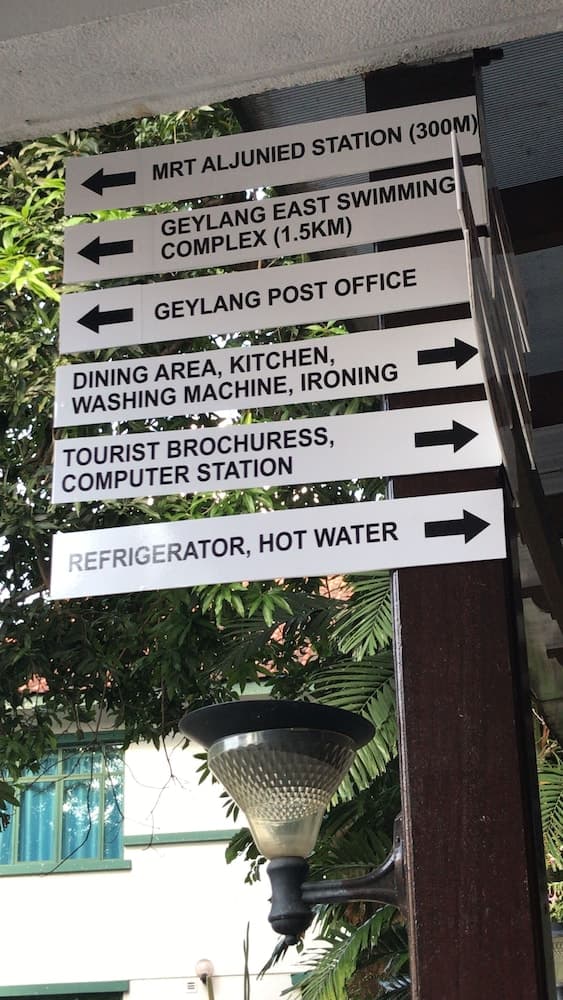 MRT ALJUNIED STATION (300M)
GEYLANG EAST SWIMMING
COMPLEX (1.5KM)
GEYLANG POST OFFICE
DINING AREA, KITCHEN,
WASHING MACHINE, IRONING
TOURIST BROCHURESS,
COMPUTER STATION
REFRIGERATOR, HOT WATER